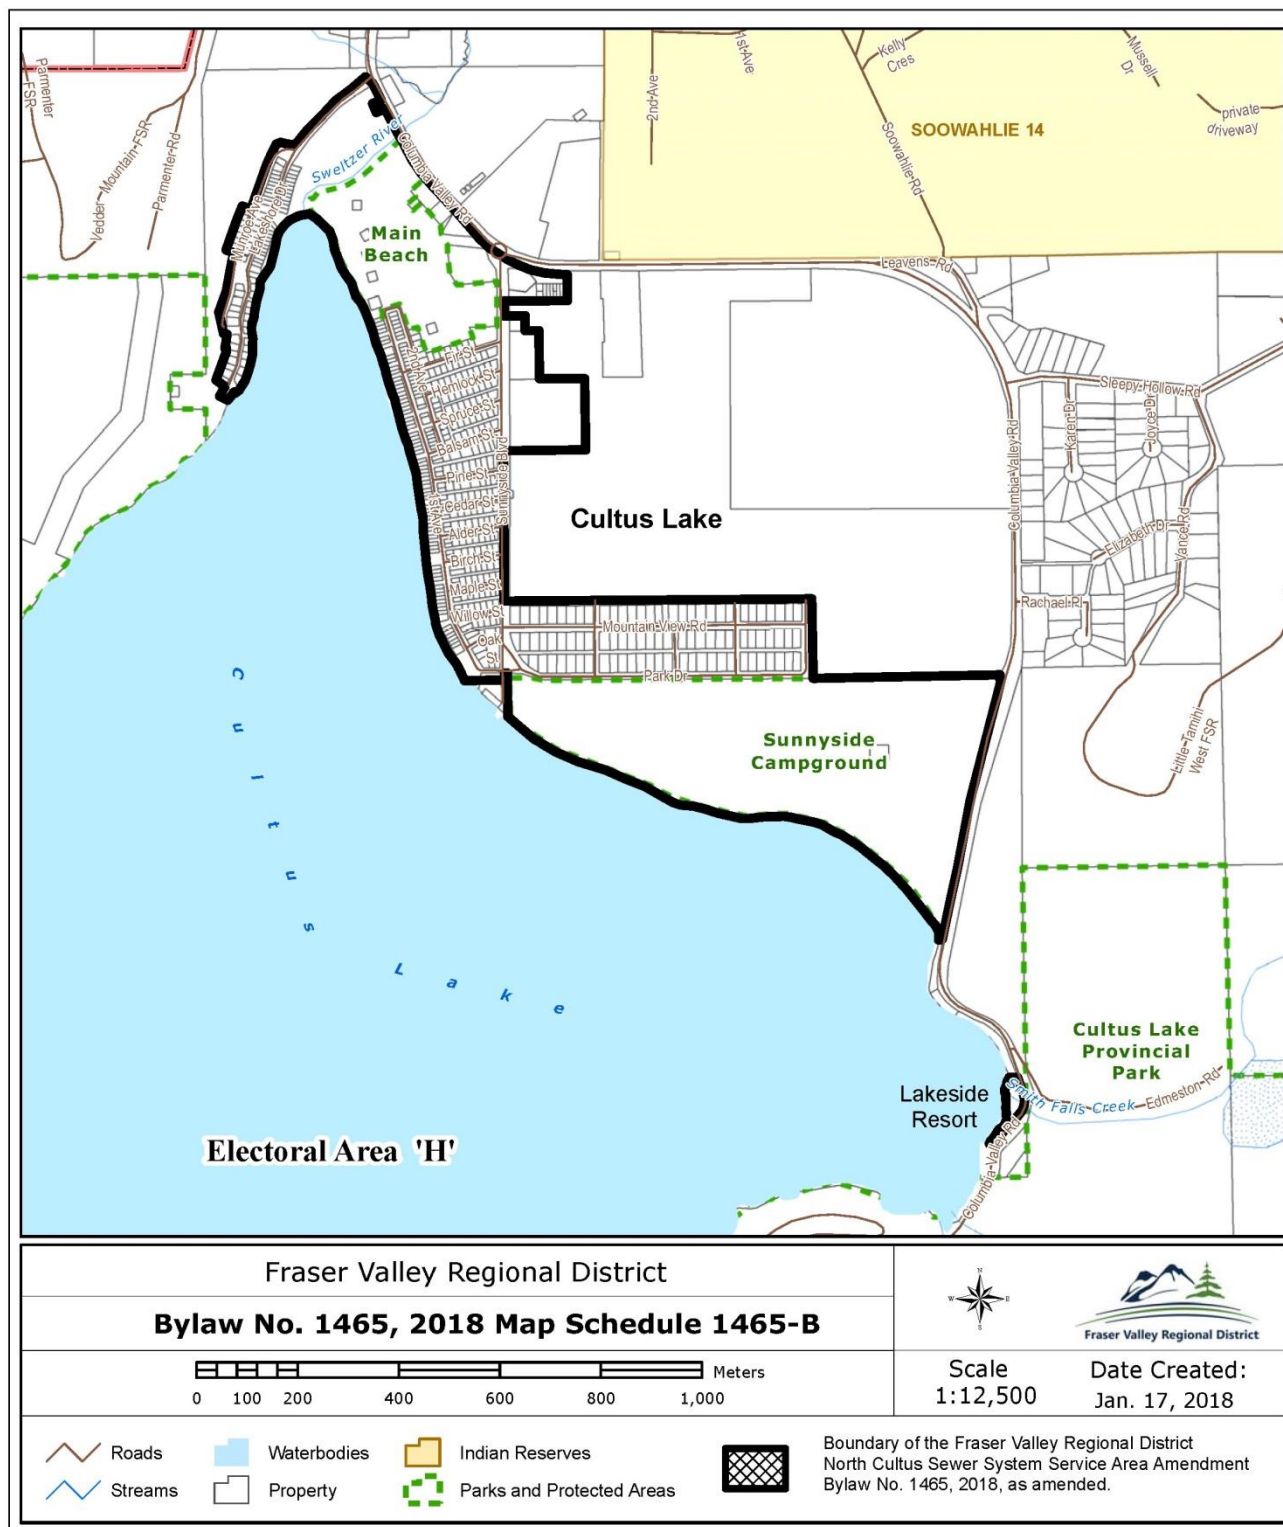 Parmenter
FSR
Vedder Mountain FSR
Parmenter-Rd
Munroe Ave
Lakeshore Dr
Sweltzer River
Columbia Valley Rd
Main
Beach
2nd Ave
1st Ave
Kelly
Cres
Mussell
Dr
private
driveway
SOOWAHLIE 14
Soowahlie Rd
Leavens Rd
2nd Ave
Fir St
Hemlock St
Spruce St
Balsam St
Pine St
Cedar St
Alder St
Birch St
Maple St
Willow St
Oak
St
1st Ave
Sunnyside Blvd
Cultus Lake
Mountain View Rd
Park Dr
Columbia Valley Rd
Sleepy Hollow Rd
Karen Dr
Joyce Dr
Elizabeth Dr
Vance Rd
Rachael Pl
Little Tamihi
West FSR
Sunnyside
Campground
Cultus Lake
Cultus Lake
Provincial
Park
Lakeside
Resort
Smith Falls Creek
Edmeston Rd
Columbia Valley Rd
Electoral Area 'H'
Fraser Valley Regional District
Bylaw No. 1465, 2018 Map Schedule 1465-B
Meters
0 100 200 400 600 800 1,000
N
W E
S
Fraser Valley Regional District
Scale
1:12,500
Date Created:
Jan. 17, 2018
Roads
Waterbodies
Indian Reserves
Streams
Property
Parks and Protected Areas
Boundary of the Fraser Valley Regional District
North Cultus Sewer System Service Area Amendment
Bylaw No. 1465, 2018, as amended.